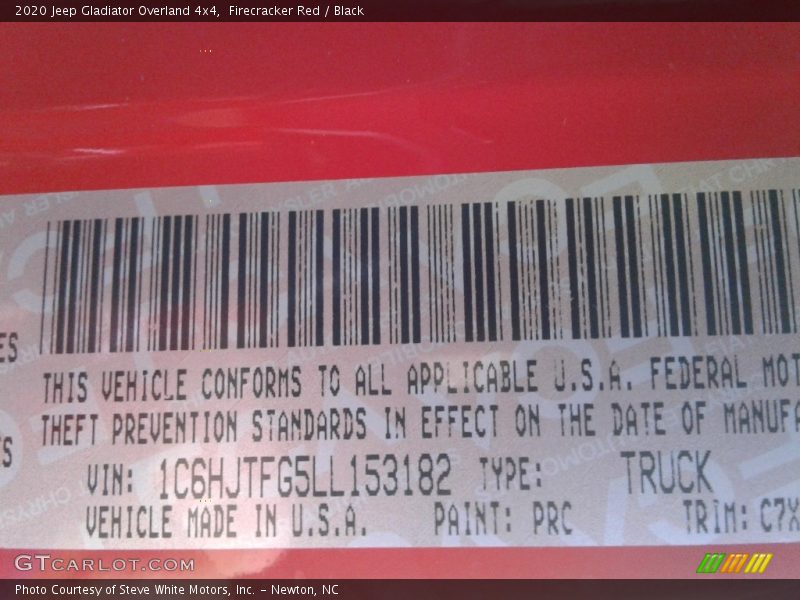 2020 Jeep Gladiator Overland 4x4,  Firecracker Red / Black
ES
THIS VEHICLE CONFORMS TO ALL APPLICABLE U.S.A. FEDERAL MOT
S
THEFT PREVENTION STANDARDS IN EFFECT ON THE DATE OF MANUFA
VIN: 1C6HJTFG5LL153182 TYPE: TRUCK
VEHICLE MADE IN U.S.A. PAINT: PRC TRIM: C7X
GTCARLOT.COM
Photo Courtesy of Steve White Motors, Inc. – Newton, NC